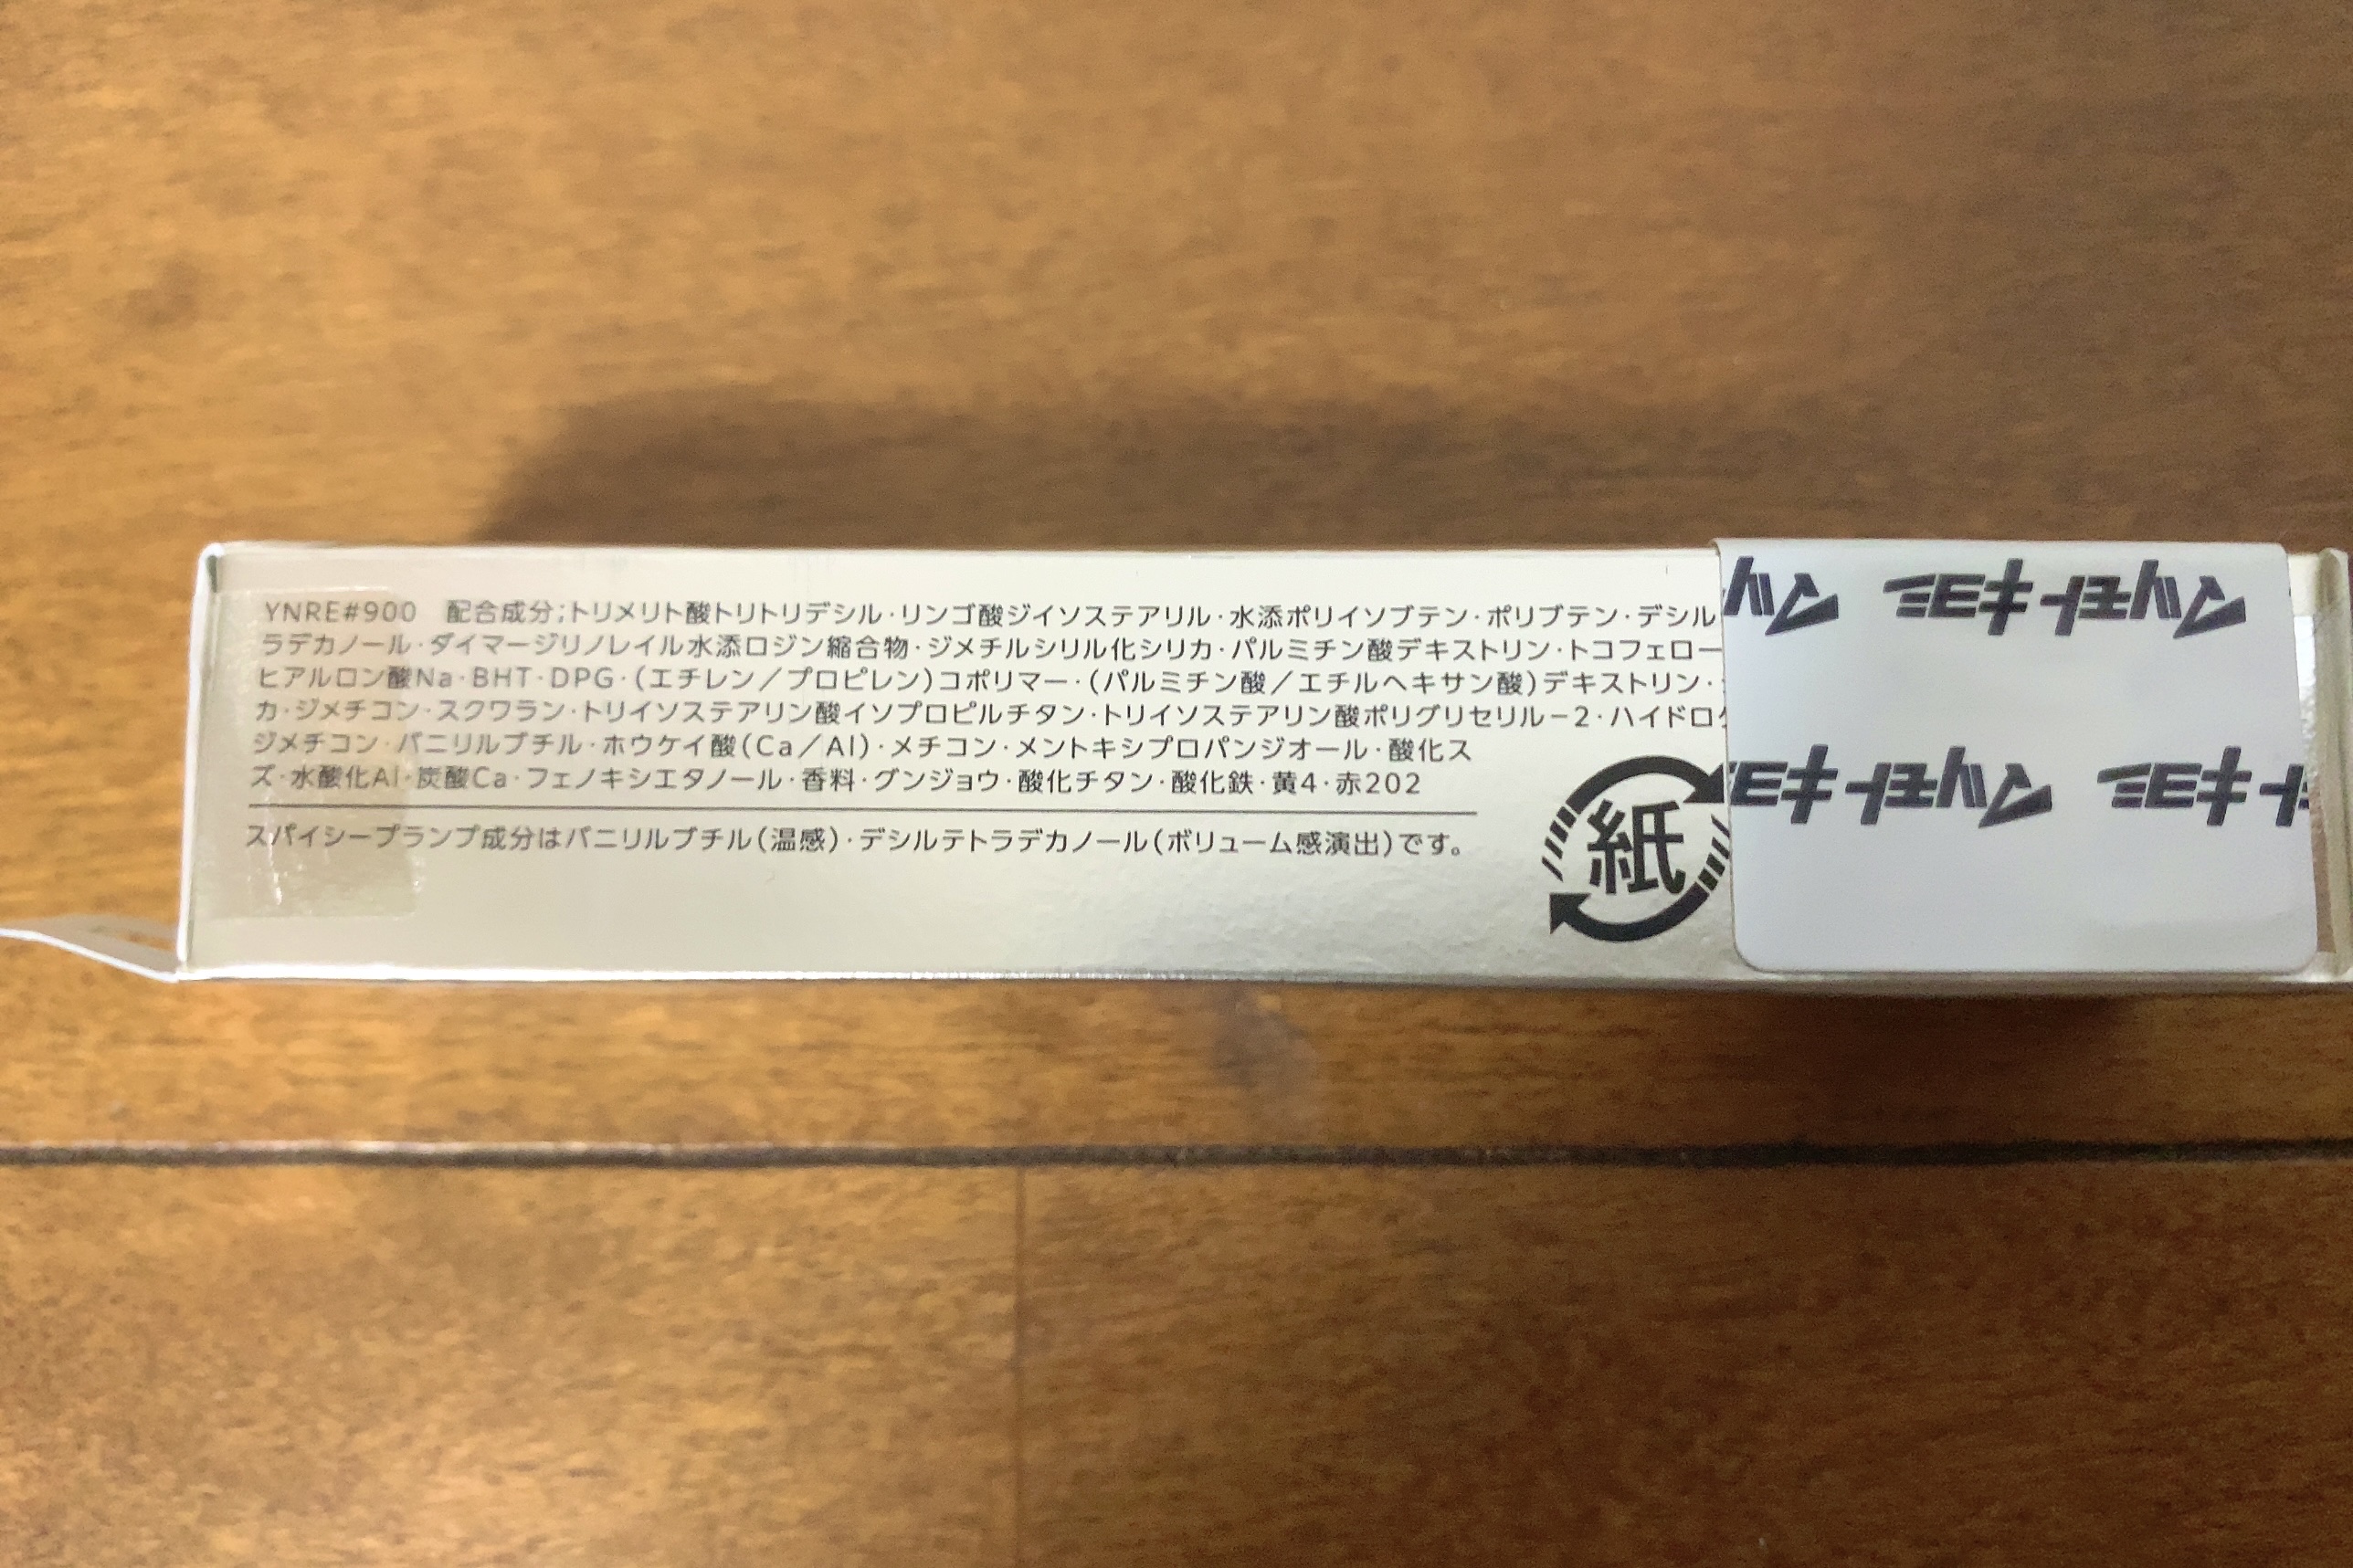 YNRE#900　配合成分;トリメリト酸トリトリデシル・リンゴ酸ジイソステアリル・水添ポリイソブテン・ポリブテン・デシル
ラデカノール・ダイマージリノレイル水添ロジン縮合物・ジメチルシリル化シリカ・パルミチン酸デキストリン・トコフェロー
ヒアルロン酸Na・BHT・DPG・(エチレン／プロピレン)コポリマー・(パルミチン酸／エチルヘキサン酸)デキストリン・
カ・ジメチコン・スクワラン・トリイソステアリン酸イソプロピルチタン・トリイソステアリン酸ポリグリセリル－2・ハイドロ
ジメチコン・バニリルブチル・ホウケイ酸(Ca／Al)・メチコン・メントキシプロパンジオール・酸化ス
ズ・水酸化Al・炭酸Ca・フェノキシエタノール・香料・グンジョウ・酸化チタン・酸化鉄・黄4・赤202
スパイシープランプ成分はバニリルブチル(温感)・デシルテトラデカノール(ボリューム感演出)です。
紙
マツ
マツモトキヨシ
マツモトキヨ